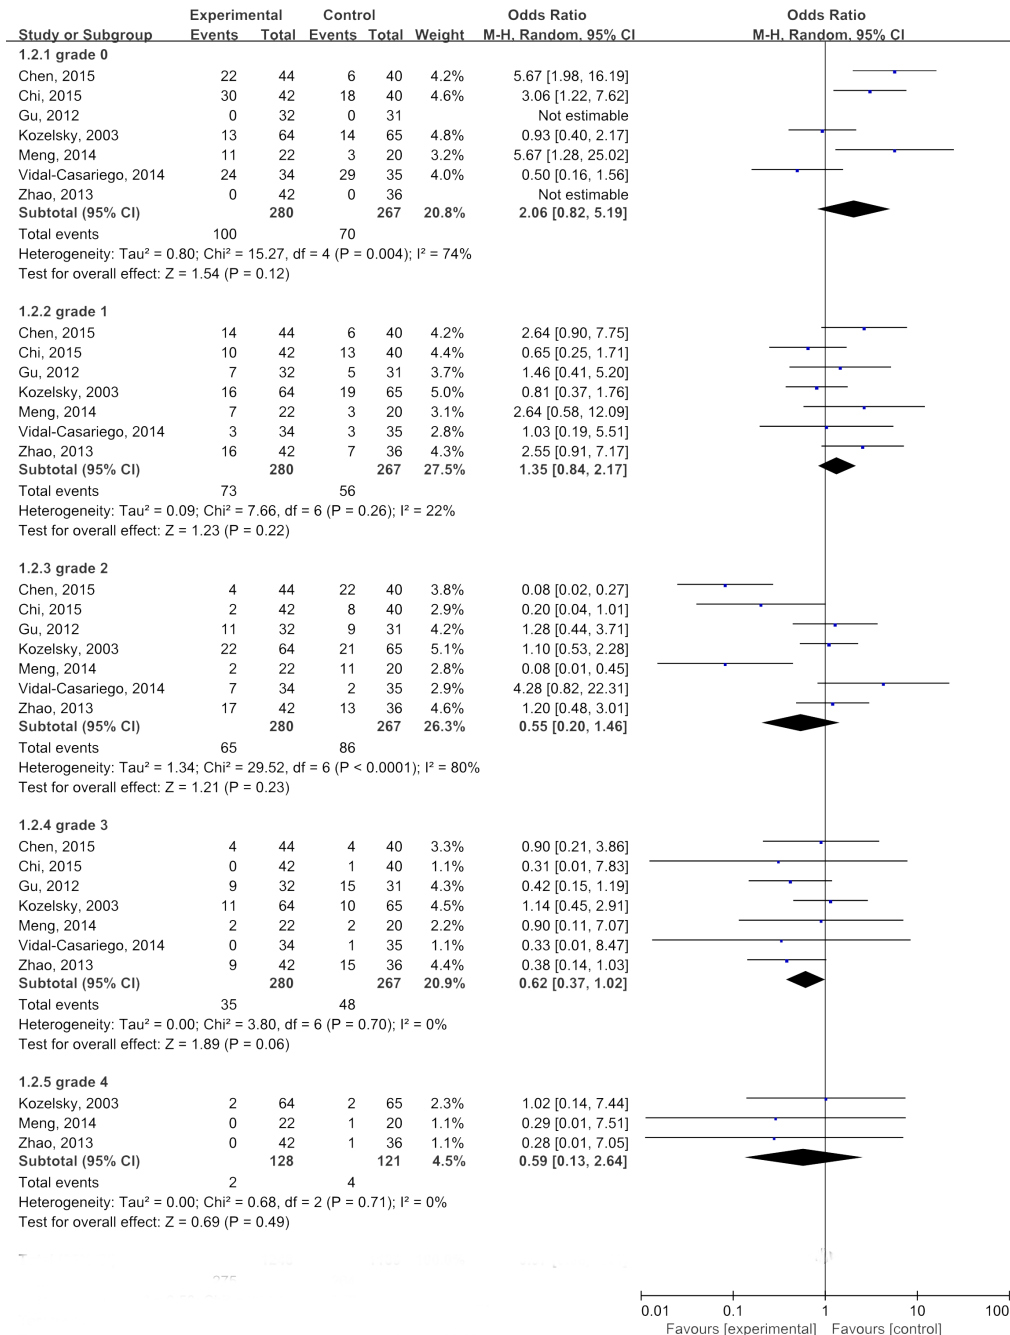 Experimental Control Odds Ratio Odds Ratio
Study or Subgroup Events Total Events Total Weight M-H. Random. 95% CI M-H. Random. 95% CI
1.2.1 grade 0
Chen, 2015 22 44 6 40 4.2% 5.67 [1.98, 16.19]
Chi, 2015 30 42 18 40 4.6% 3.06 [1.22, 7.62]
Gu, 2012 0 32 0 31 Not estimable
Kozelsky, 2003 13 64 14 65 4.8% 0.93 [0.40, 2.17]
Meng, 2014 11 22 3 20 3.2% 5.67 [1.28, 25.02]
Vidal-Casariego, 2014 24 34 29 35 4.0% 0.50 [0.16, 1.56]
Zhao, 2013 0 42 0 36 Not estimable
Subtotal (95% CI) 280 267 20.8% 2.06 [0.82, 5.19]
Total events 100 70
Heterogeneity: Tau² = 0.80; Chi² = 15.27, df = 4 (P = 0.004); I² = 74%
Test for overall effect: Z = 1.54 (P = 0.12)
1.2.2 grade 1
Chen, 2015 14 44 6 40 4.2% 2.64 [0.90, 7.75]
Chi, 2015 10 42 13 40 4.4% 0.65 [0.25, 1.71]
Gu, 2012 7 32 5 31 3.7% 1.46 [0.41, 5.20]
Kozelsky, 2003 16 64 19 65 5.0% 0.81 [0.37, 1.76]
Meng, 2014 7 22 3 20 3.1% 2.64 [0.58, 12.09]
Vidal-Casariego, 2014 3 34 3 35 2.8% 1.03 [0.19, 5.51]
Zhao, 2013 16 42 7 36 4.3% 2.55 [0.91, 7.17]
Subtotal (95% CI) 280 267 27.5% 1.35 [0.84, 2.17]
Total events 73 56
Heterogeneity: Tau² = 0.09; Chi² = 7.66, df = 6 (P = 0.26); I² = 22%
Test for overall effect: Z = 1.23 (P = 0.22)
1.2.3 grade 2
Chen, 2015 4 44 22 40 3.8% 0.08 [0.02, 0.27]
Chi, 2015 2 42 8 40 2.9% 0.20 [0.04, 1.01]
Gu, 2012 11 32 9 31 4.2% 1.28 [0.44, 3.71]
Kozelsky, 2003 22 64 21 65 5.1% 1.10 [0.53, 2.28]
Meng, 2014 2 22 11 20 2.8% 0.08 [0.01, 0.45]
Vidal-Casariego, 2014 7 34 2 35 2.9% 4.28 [0.82, 22.31]
Zhao, 2013 17 42 13 36 4.6% 1.20 [0.48, 3.01]
Subtotal (95% CI) 280 267 26.3% 0.55 [0.20, 1.46]
Total events 65 86
Heterogeneity: Tau² = 1.34; Chi² = 29.52, df = 6 (P < 0.0001); I² = 80%
Test for overall effect: Z = 1.21 (P = 0.23)
1.2.4 grade 3
Chen, 2015 4 44 4 40 3.3% 0.90 [0.21, 3.86]
Chi, 2015 0 42 1 40 1.1% 0.31 [0.01, 7.83]
Gu, 2012 9 32 15 31 4.3% 0.42 [0.15, 1.19]
Kozelsky, 2003 11 64 10 65 4.5% 1.14 [0.45, 2.91]
Meng, 2014 2 22 2 20 2.2% 0.90 [0.11, 7.07]
Vidal-Casariego, 2014 0 34 1 35 1.1% 0.33 [0.01, 8.47]
Zhao, 2013 9 42 15 36 4.4% 0.38 [0.14, 1.03]
Subtotal (95% CI) 280 267 20.9% 0.62 [0.37, 1.02]
Total events 35 48
Heterogeneity: Tau² = 0.00; Chi² = 3.80, df = 6 (P = 0.70); I² = 0%
Test for overall effect: Z = 1.89 (P = 0.06)
1.2.5 grade 4
Kozelsky, 2003 2 64 2 65 2.3% 1.02 [0.14, 7.44]
Meng, 2014 0 22 1 20 1.1% 0.29 [0.01, 7.51]
Zhao, 2013 0 42 1 36 1.1% 0.28 [0.01, 7.05]
Subtotal (95% CI) 128 121 4.5% 0.59 [0.13, 2.64]
Total events 2 4
Heterogeneity: Tau² = 0.00; Chi² = 0.68, df = 2 (P = 0.71); I² = 0%
Test for overall effect: Z = 0.69 (P = 0.49)
0.01 0.1 1 10 100
Favours [experimental] Favours [control]